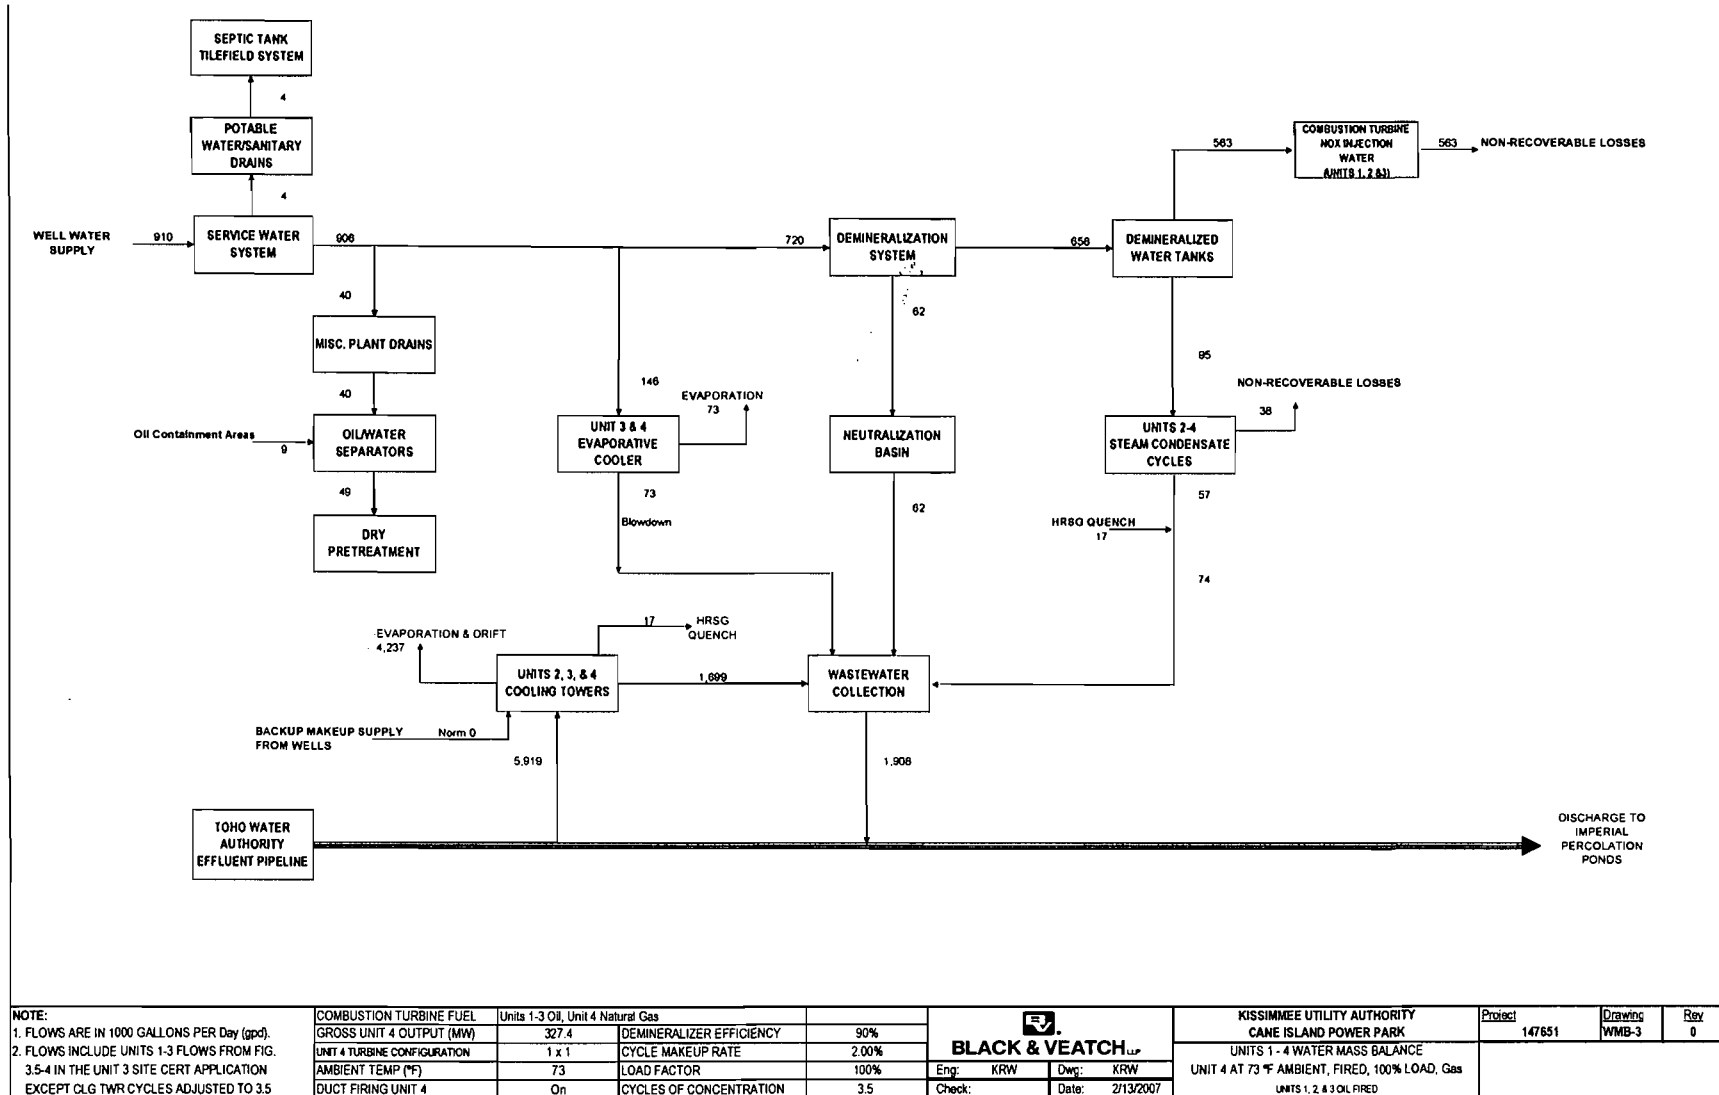 SEPTIC TANK
TILEFIELD SYSTEM
4
POTABLE
WATER/SANITARY
DRAINS
4
COMBUSTION TURBINE
NOX INJECTION
WATER
(UNITS 1, 2 &3)
563
563
NON-RECOVERABLE LOSSES
WELL WATER
SUPPLY
910
SERVICE WATER
SYSTEM
906
720
DEMINERALIZATION
SYSTEM
658
DEMINERALIZED
WATER TANKS
40
62
MISC. PLANT DRAINS
95
40
146
EVAPORATION
73
NON-RECOVERABLE LOSSES
38
Oil Containment Areas
9
OIL/WATER
SEPARATORS
UNIT 3 & 4
EVAPORATIVE
COOLER
NEUTRALIZATION
BASIN
UNITS 2-4
STEAM CONDENSATE
CYCLES
49
73
62
57
Blowdown
HRSG QUENCH
17
DRY
PRETREATMENT
74
EVAPORATION & DRIFT
4,237
17
HRSG
QUENCH
UNITS 2, 3, & 4
COOLING TOWERS
1,699
WASTEWATER
COLLECTION
BACKUP MAKEUP SUPPLY
FROM WELLS
Norm 0
5,919
1,908
TOHO WATER
AUTHORITY
EFFLUENT PIPELINE
DISCHARGE TO
IMPERIAL
PERCOLATION
PONDS
NOTE:
1. FLOWS ARE IN 1000 GALLONS PER Day (gpd).
2. FLOWS INCLUDE UNITS 1-3 FLOWS FROM FIG.
3.5-4 IN THE UNIT 3 SITE CERT APPLICATION
EXCEPT CLG TWR CYCLES ADJUSTED TO 3.5
COMBUSTION TURBINE FUEL Units 1-3 Oil, Unit 4 Natural Gas
GROSS UNIT 4 OUTPUT (MW) 327.4 DEMINERALIZER EFFICIENCY 90%
UNIT 4 TURBINE CONFIGURATION 1 x 1 CYCLE MAKEUP RATE 2.00%
AMBIENT TEMP (°F) 73 LOAD FACTOR 100%
DUCT FIRING UNIT 4 On CYCLES OF CONCENTRATION 3.5
BV.
BLACK & VEATCH LLP
Eng: KRW Dwg: KRW
Check: Date: 2/13/2007
KISSIMMEE UTILITY AUTHORITY
CANE ISLAND POWER PARK
UNITS 1 - 4 WATER MASS BALANCE
UNIT 4 AT 73 °F AMBIENT, FIRED, 100% LOAD, Gas
UNITS 1, 2, & 3 OIL FIRED
Project Drawing Rev
147651 WMB-3 0